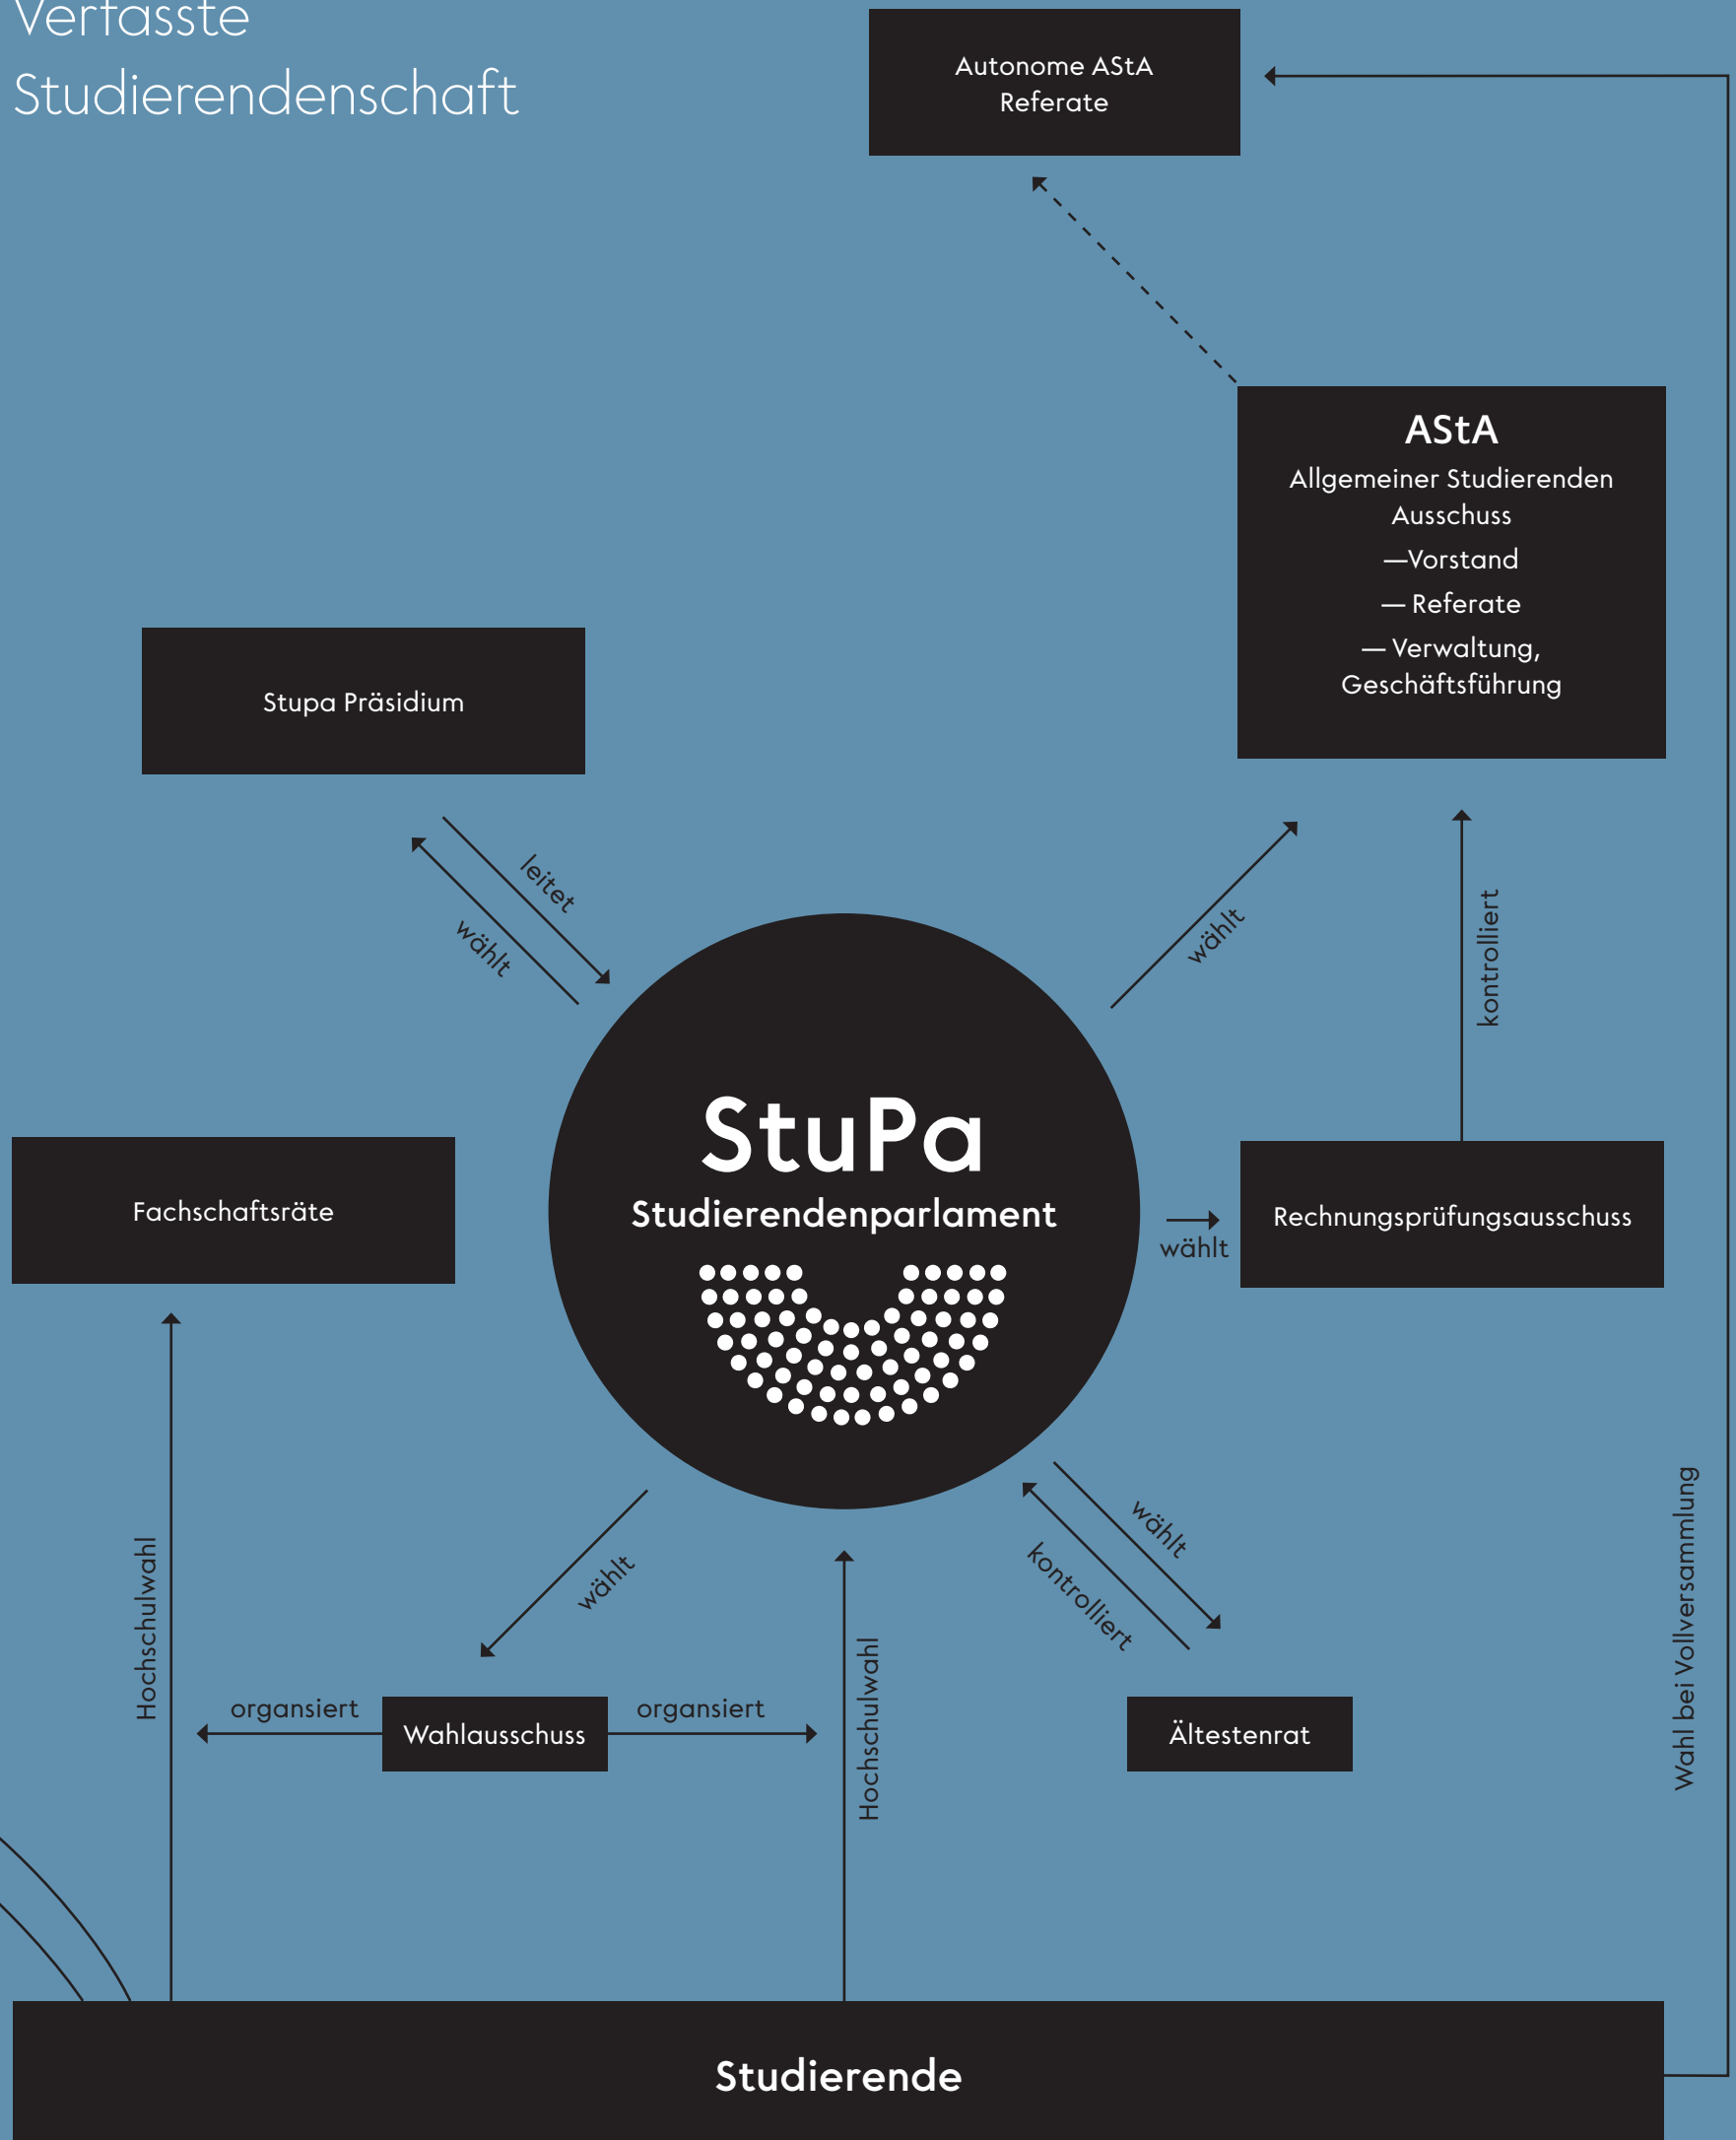 Verfasste
Studierendenschaft
Autonome AStA
Referate
AStA
Allgemeiner Studierenden
Ausschuss
—Vorstand
— Referate
— Verwaltung,
Geschäftsführung
Stupa Präsidium
leitet
wählt
wählt
kontrolliert
StuPa
Studierendenparlament
Fachschaftsräte
wählt
Rechnungsprüfungsausschuss
wählt
wählt
kontrolliert
Hochschulwahl
organsiert
Wahlausschuss
organsiert
Hochschulwahl
Ältestenrat
Wahl bei Vollversammlung
Studierende